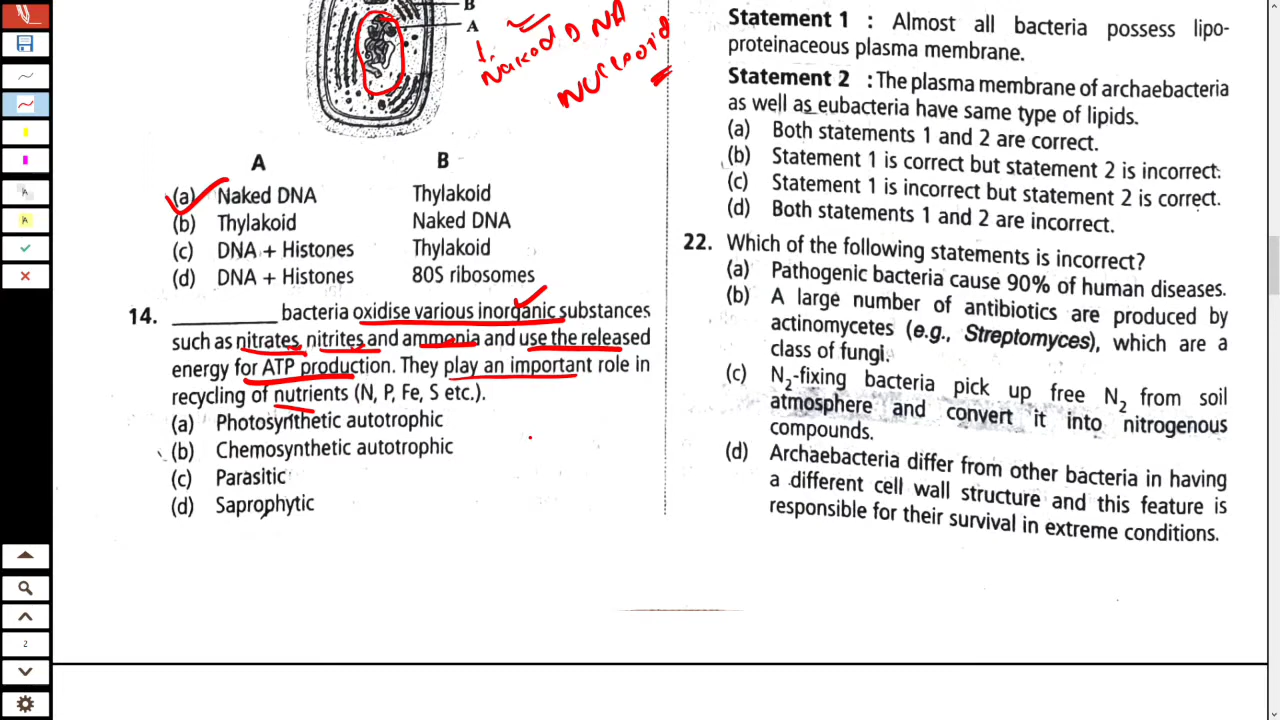 B
A
1.
Naked DNA
Nucleoid
A B
(a) Naked DNA Thylakoid
(b) Thylakoid Naked DNA
(c) DNA + Histones Thylakoid
(d) DNA + Histones 80S ribosomes
14. __________ bacteria oxidise various inorganic substances
such as nitrates, nitrites and ammonia and use the released
energy for ATP production. They play an important role in
recycling of nutrients (N, P, Fe, S etc.).
(a) Photosynthetic autotrophic
(b) Chemosynthetic autotrophic
(c) Parasitic
(d) Saprophytic
Statement 1 : Almost all bacteria possess lipo-
proteinaceous plasma membrane.
Statement 2 : The plasma membrane of archaebacteria
as well as eubacteria have same type of lipids.
(a) Both statements 1 and 2 are correct.
(b) Statement 1 is correct but statement 2 is incorrect.
(c) Statement 1 is incorrect but statement 2 is correct.
(d) Both statements 1 and 2 are incorrect.
22. Which of the following statements is incorrect?
(a) Pathogenic bacteria cause 90% of human diseases.
(b) A large number of antibiotics are produced by
actinomycetes (e.g., Streptomyces), which are a
class of fungi.
(c) N₂-fixing bacteria pick up free N₂ from soil
atmosphere and convert it into nitrogenous
compounds.
(d) Archaebacteria differ from other bacteria in having
a different cell wall structure and this feature is
responsible for their survival in extreme conditions.
2